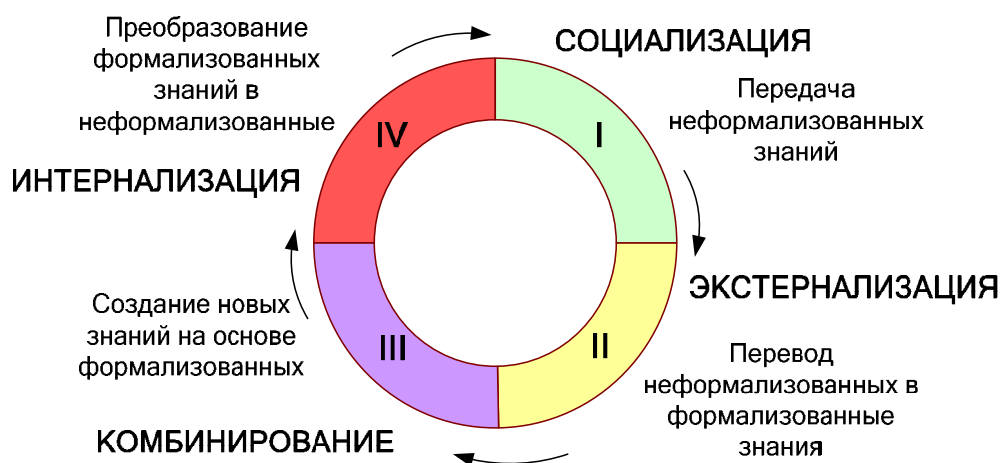 СОЦИАЛИЗАЦИЯ
Передача
неформализованных
знаний
I
ЭКСТЕРНАЛИЗАЦИЯ
Перевод
неформализованных в
формализованные
знания
II
КОМБИНИРОВАНИЕ
Создание новых
знаний на основе
формализованных
III
ИНТЕРНАЛИЗАЦИЯ
Преобразование
формализованных
знаний в
неформализованные
IV